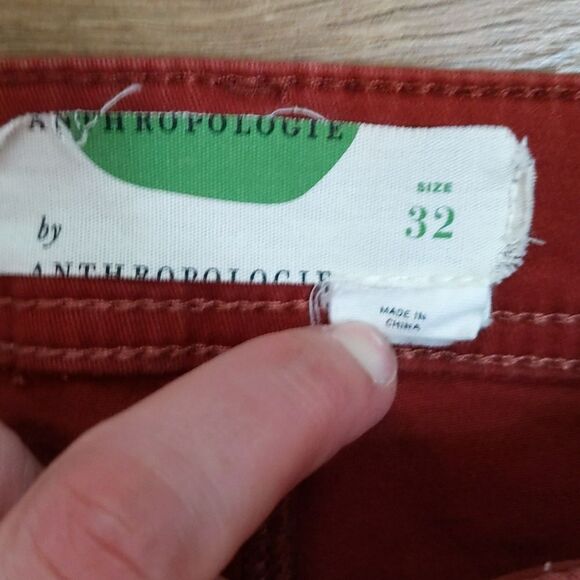 ANTHROPOLOGIE
SIZE
32
by
ANTHROPOLOGIE
MADE IN
CHINA